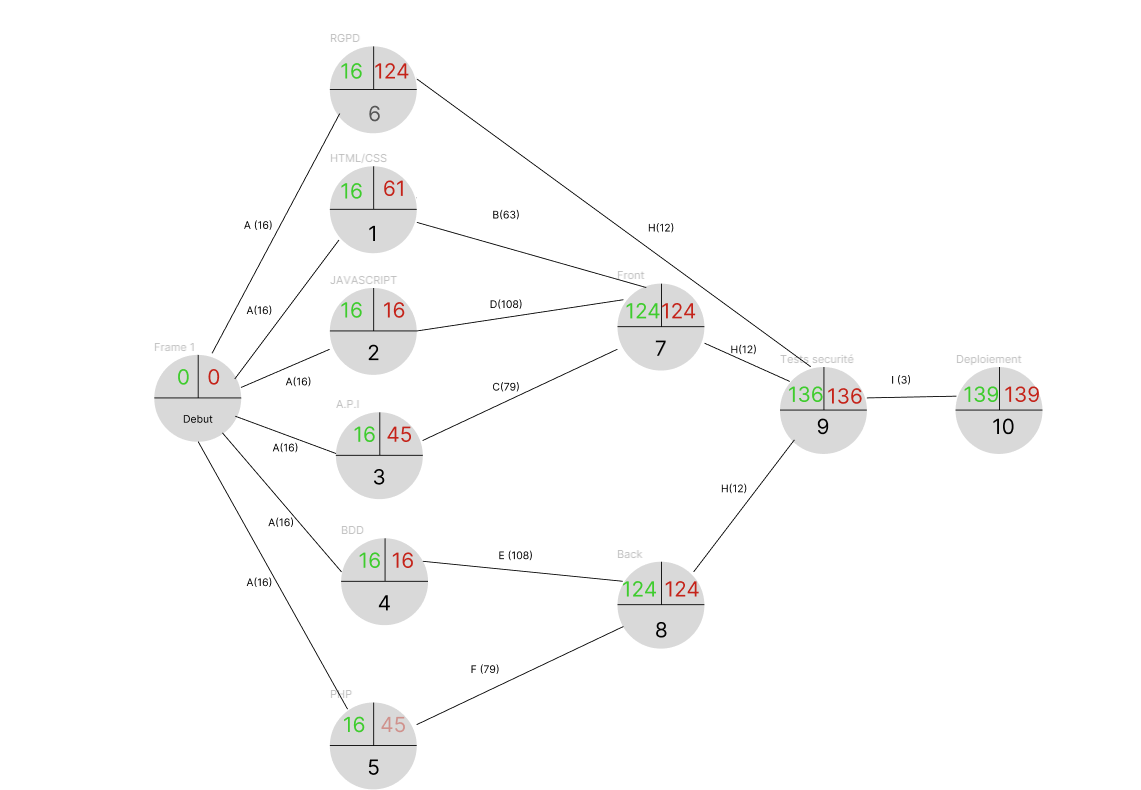 RGPD
16 124
6
HTML/CSS
16 61
1
A (16)
B(63)
H(12)
JAVASCRIPT
16 16
2
A(16)
D(108)
Front
124 124
7
Frame 1
0 0
Debut
A(16)
H(12)
Tests securité
136 136
9
I (3)
Deploiement
139 139
10
A.P.I
16 45
3
C(79)
A(16)
H(12)
BDD
16 16
4
A(16)
E (108)
Back
124 124
8
A(16)
F (79)
PHP
16 45
5